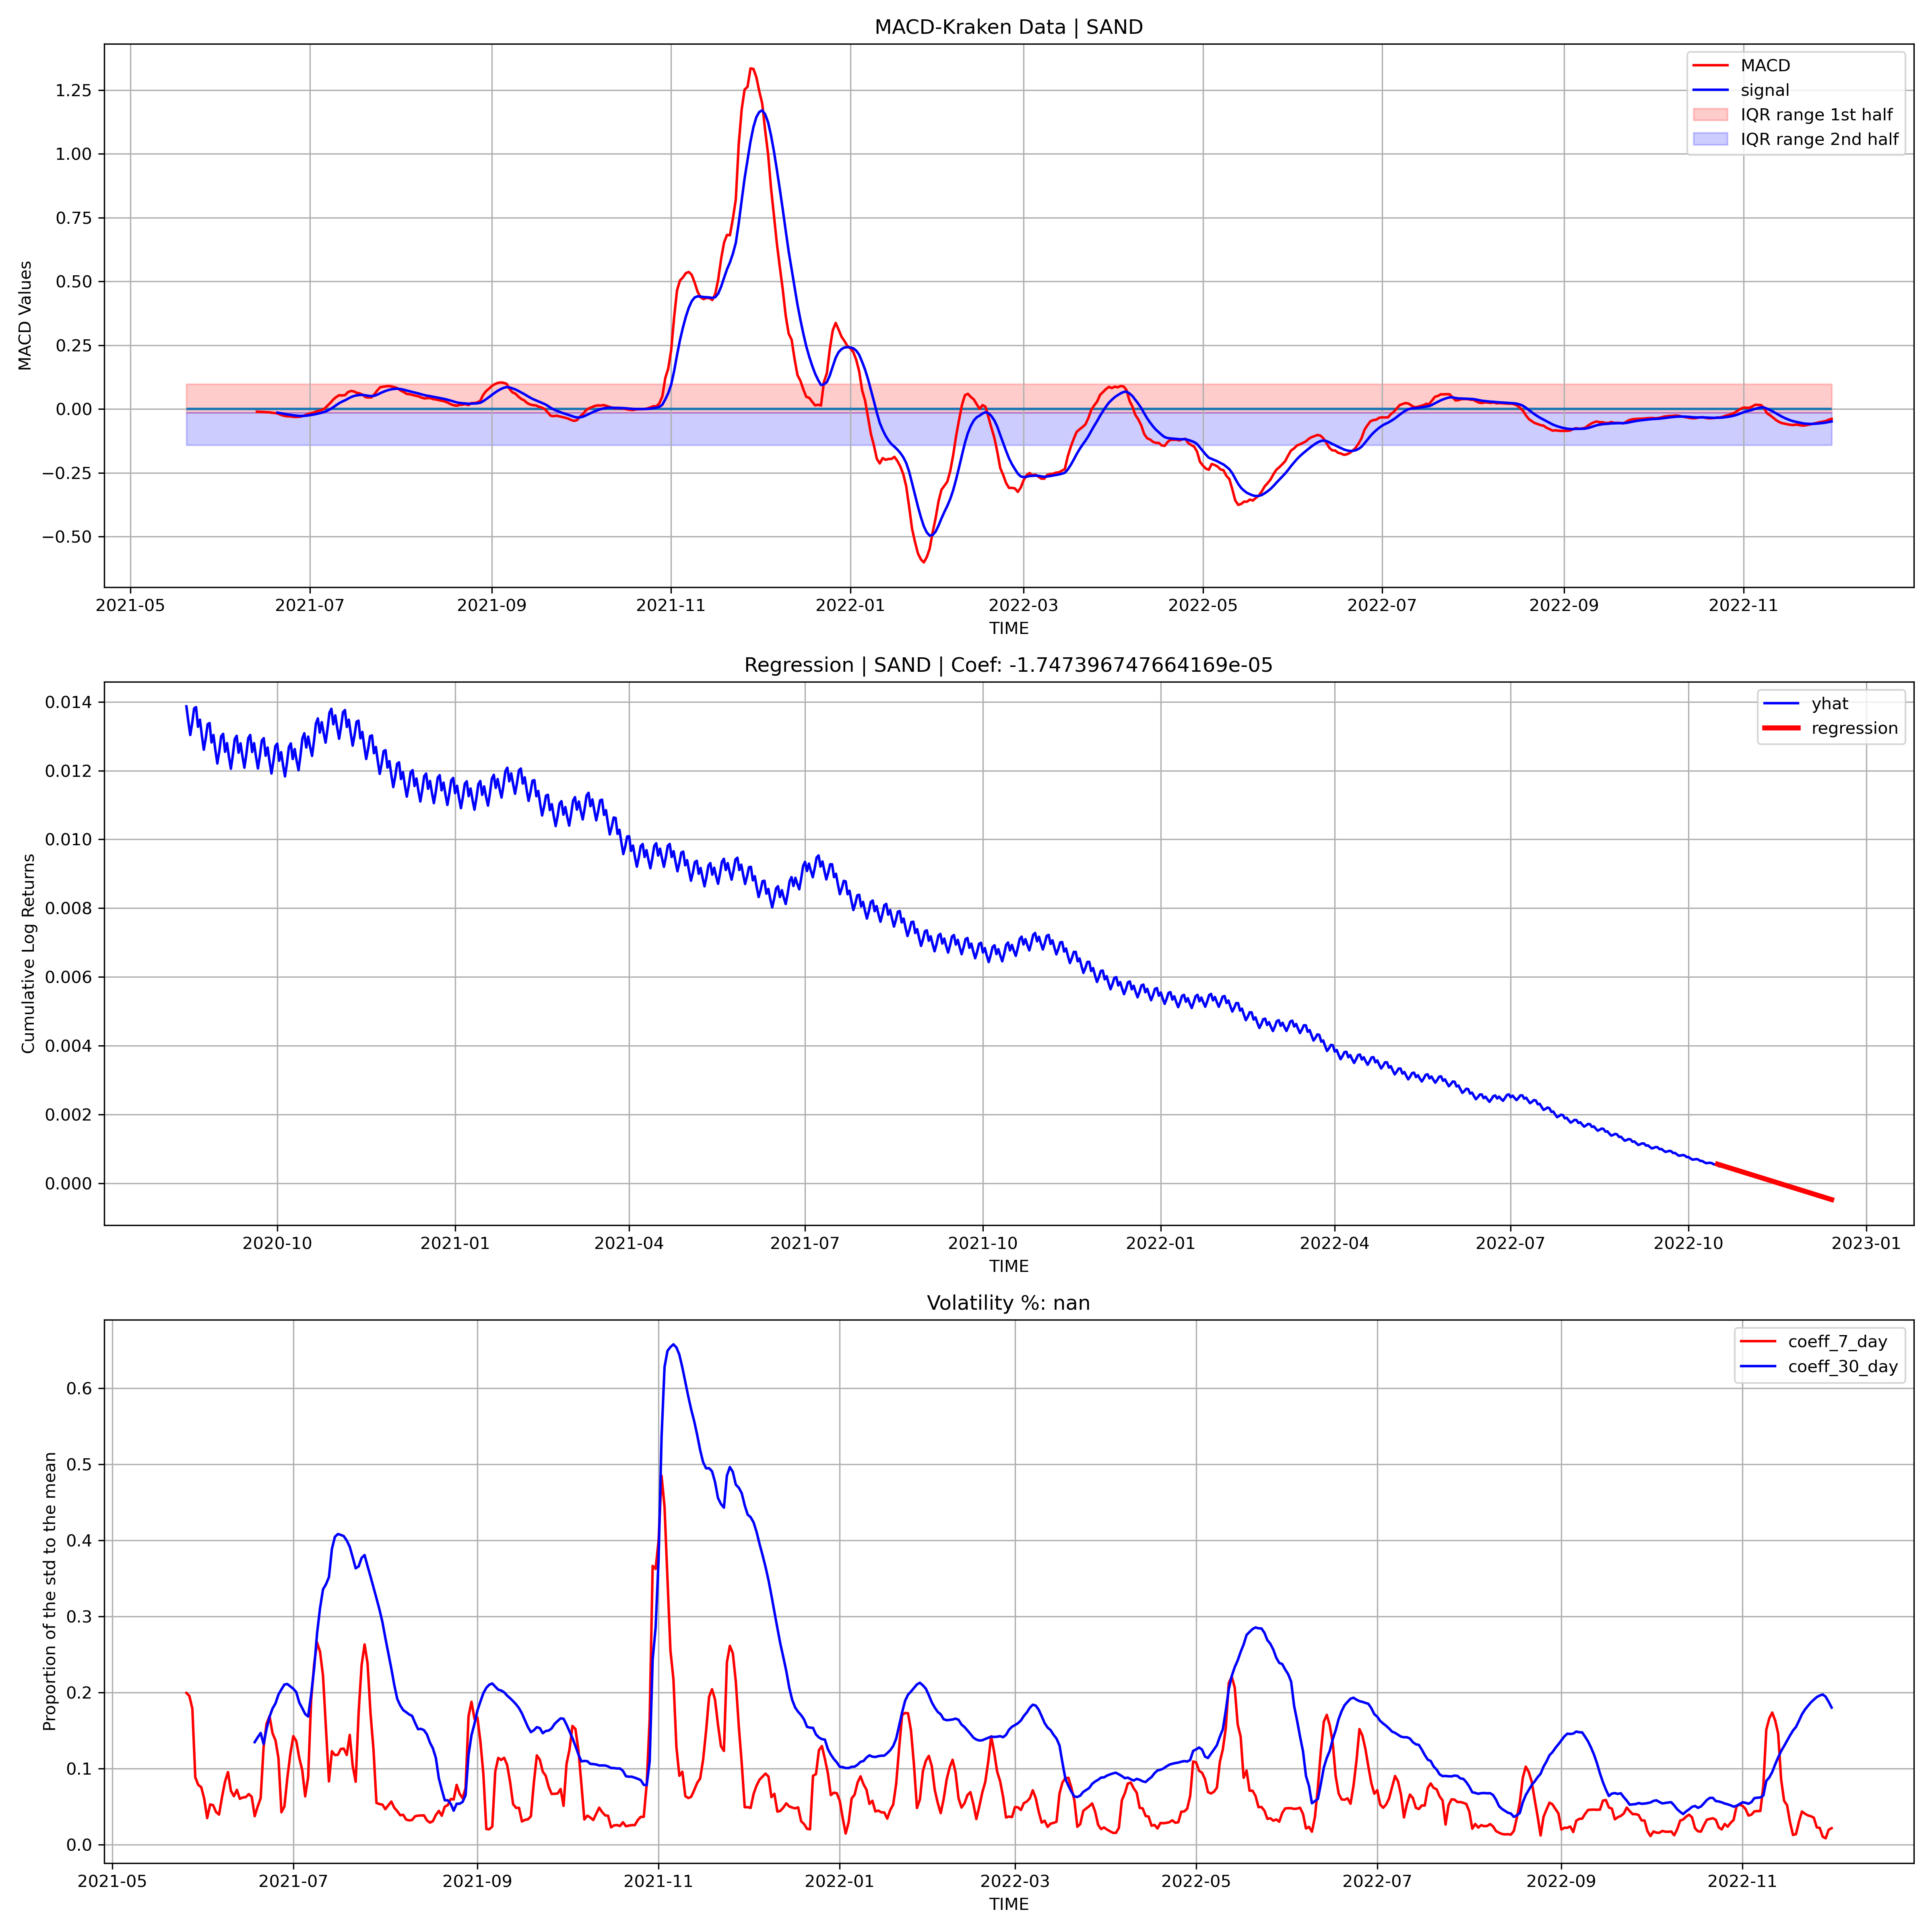 MACD-Kraken Data | SAND
MACD Values
1.25
1.00
0.75
0.50
0.25
0.00
−0.25
−0.50
MACD
signal
IQR range 1st half
IQR range 2nd half
2021-05 2021-07 2021-09 2021-11 2022-01 2022-03 2022-05 2022-07 2022-09 2022-11
TIME
Regression | SAND | Coef: -1.747396747664169e-05
Cumulative Log Returns
0.014
0.012
0.010
0.008
0.006
0.004
0.002
0.000
yhat
regression
2020-10 2021-01 2021-04 2021-07 2021-10 2022-01 2022-04 2022-07 2022-10 2023-01
TIME
Volatility %: nan
Proportion of the std to the mean
0.6
0.5
0.4
0.3
0.2
0.1
0.0
coeff_7_day
coeff_30_day
2021-05 2021-07 2021-09 2021-11 2022-01 2022-03 2022-05 2022-07 2022-09 2022-11
TIME